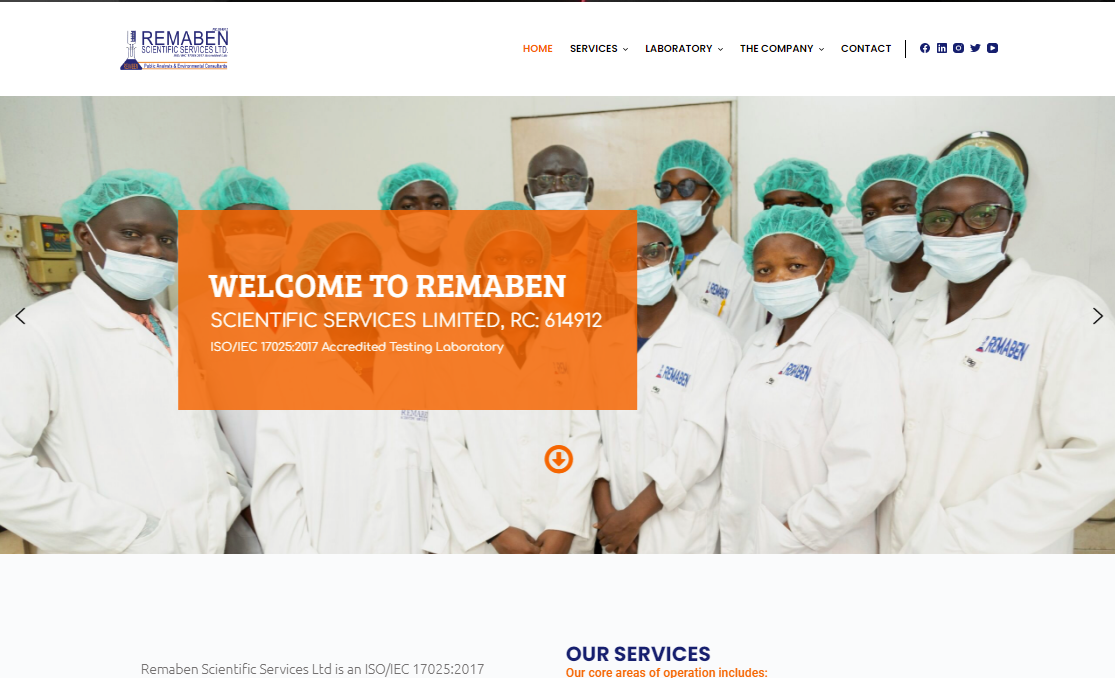 REMABEN
SCIENTIFIC SERVICES LTD.
Public Analysts & Environmental Consultants
HOME
SERVICES
LABORATORY
THE COMPANY
CONTACT
WELCOME TO REMABEN
SCIENTIFIC SERVICES LIMITED, RC: 614912
ISO/IEC 17025:2017 Accredited Testing Laboratory
REMABEN
REMABEN
REMABEN
REMABEN
Remaben Scientific Services Ltd is an ISO/IEC 17025:2017
OUR SERVICES
Our core areas of operation includes: